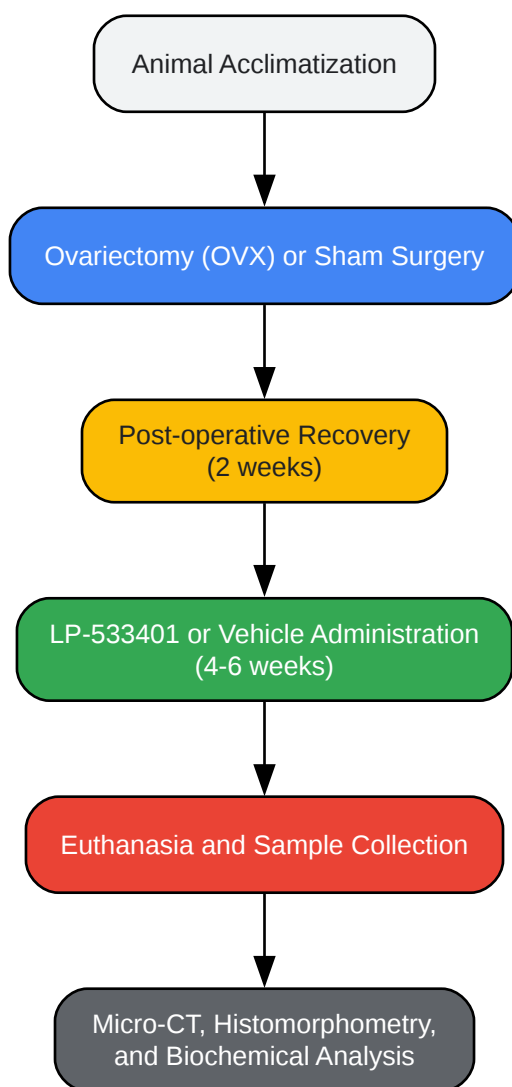 Animal Acclimatization
Ovariectomy (OVX) or Sham Surgery
Post-operative Recovery
(2 weeks)
LP-533401 or Vehicle Administration
(4-6 weeks)
Euthanasia and Sample Collection
Micro-CT, Histomorphometry,
and Biochemical Analysis